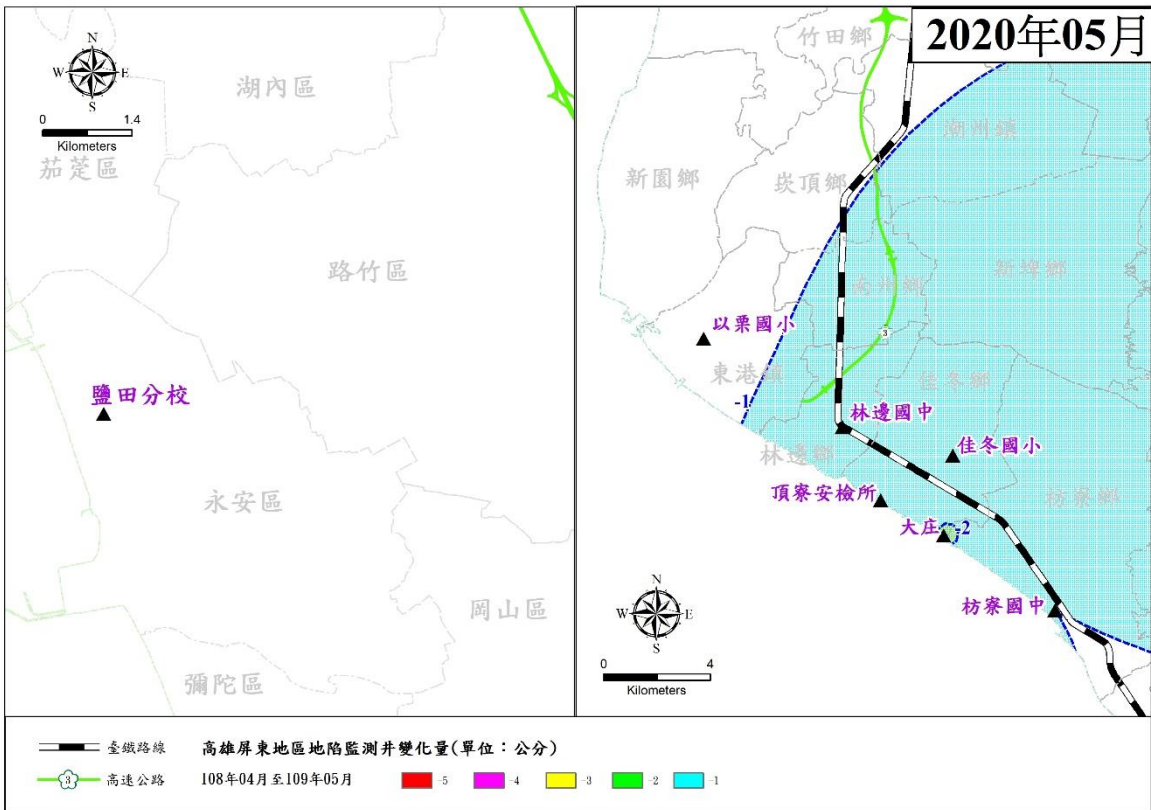 2020年05月
N
W
E
S
0
1.4
Kilometers
湖內區
茄萣區
路竹區
鹽田分校
永安區
岡山區
彌陀區
竹田鄉
潮州鎮
新園鄉
崁頂鄉
新埤鄉
南州鄉
3
以栗國小
東港鎮
佳冬鄉
-1
林邊國中
林邊鄉
佳冬國小
頂寮安檢所
枋寮鄉
大庄
-2
枋寮國中
N
W
E
S
0
4
Kilometers
臺鐵路線
高雄屏東地區地陷監測井變化量(單位：公分)
3
高速公路
108年04月至109年05月
-5
-4
-3
-2
-1